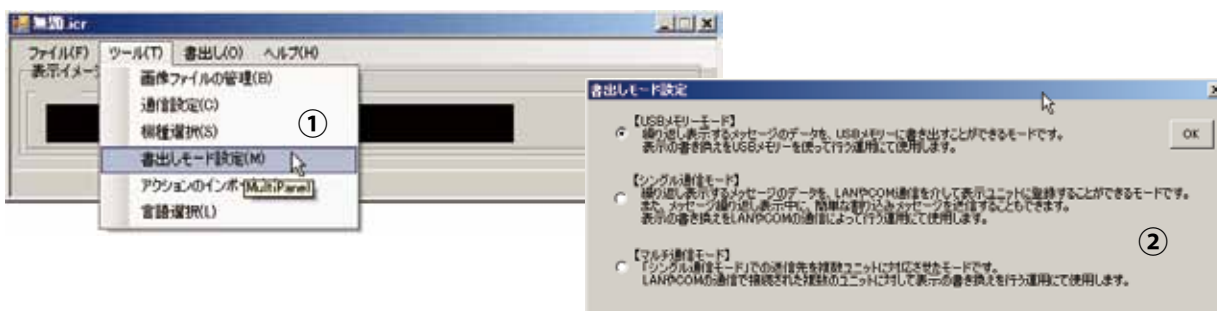 無題.icr
ファイル(F) ツール(T) 書出し(O) ヘルプ(H)
表示イメージ
画像ファイルの管理(B)
通信設定(C)
機種選択(S)
①
書出しモード設定(M)
アクションのインポート
MultiPanel
言語選択(L)
書出しモード設定
【USBメモリーモード】
繰り返し表示するメッセージのデータを、USBメモリーに書き出すことができるモードです。
表示の書き換えをUSBメモリーを使って行う運用にて使用します。
OK
【シングル通信モード】
繰り返し表示するメッセージのデータを、LANやCOM通信を介して表示ユニットに登録することができるモードです。
また、メッセージ繰り返し表示中に、簡単な割り込みメッセージを送信することもできます。
表示の書き換えをLANやCOMの通信によって行う運用にて使用します。
②
【マルチ通信モード】
「シングル通信モード」での送信先を複数ユニットに対応させたモードです。
LANやCOMの通信で接続された複数のユニットに対して表示の書き換えを行う運用にて使用します。